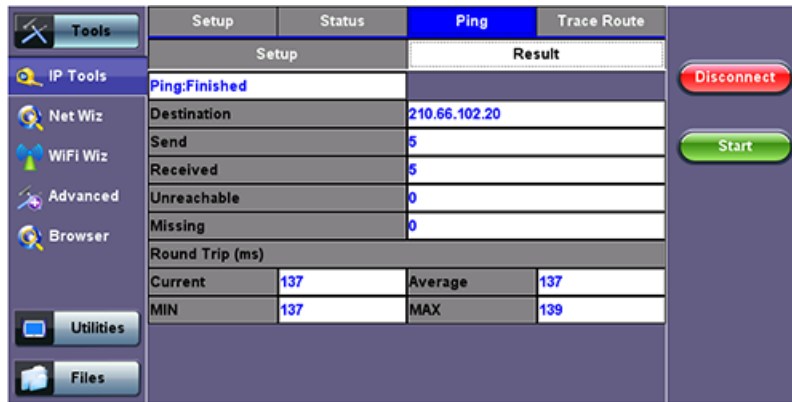 Tools
IP Tools
Net Wiz
WiFi Wiz
Advanced
Browser
Utilities
Files
Setup Status Ping Trace Route
Setup Result
Ping:Finished
Destination 210.66.102.20
Send 5
Received 5
Unreachable 0
Missing 0
Round Trip (ms)
Current 137 Average 137
MIN 137 MAX 139
Disconnect
Start